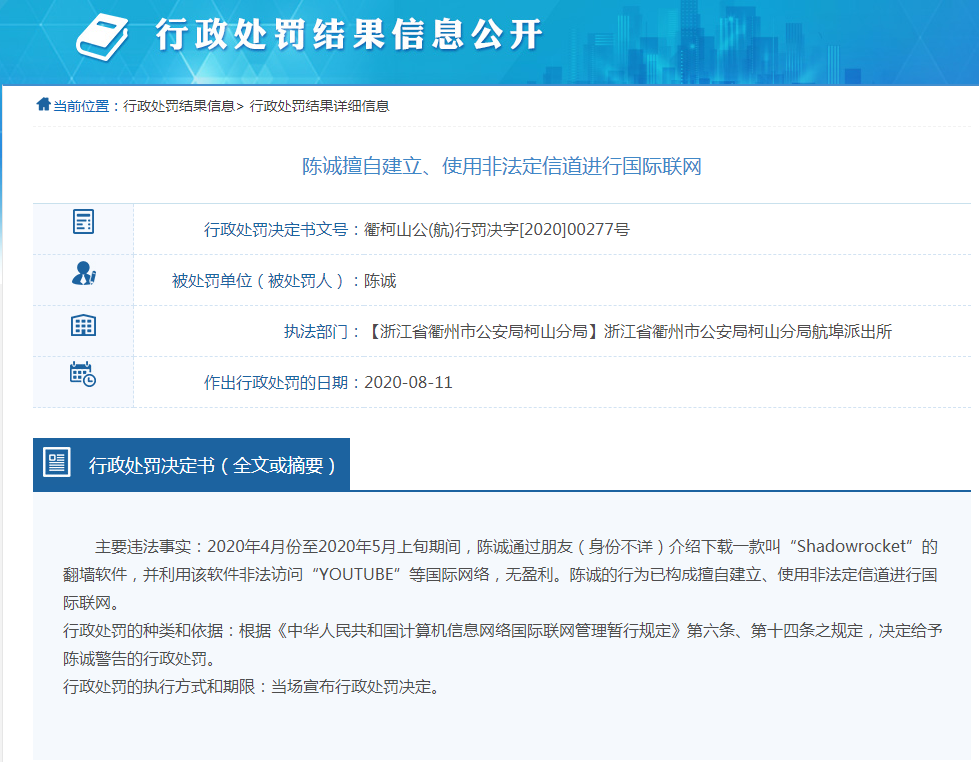 行政处罚结果信息公开
当前位置：行政处罚结果信息> 行政处罚结果详细信息
陈诚擅自建立、使用非法定信道进行国际联网
行政处罚决定书文号：衢柯山公(航)行罚决字[2020]00277号
被处罚单位（被处罚人）：陈诚
执法部门：【浙江省衢州市公安局柯山分局】浙江省衢州市公安局柯山分局航埠派出所
作出行政处罚的日期：2020-08-11
行政处罚决定书（全文或摘要）
主要违法事实：2020年4月份至2020年5月上旬期间，陈诚通过朋友（身份不详）介绍下载一款叫“Shadowrocket”的
翻墙软件，并利用该软件非法访问“YOUTUBE”等国际网络，无盈利。陈诚的行为已构成擅自建立、使用非法定信道进行国
际联网。
行政处罚的种类和依据：根据《中华人民共和国计算机信息网络国际联网管理暂行规定》第六条、第十四条之规定，决定给予
陈诚警告的行政处罚。
行政处罚的执行方式和期限：当场宣布行政处罚决定。